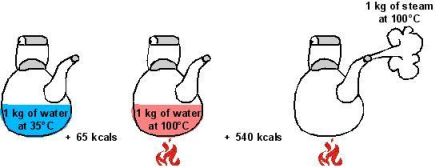 1 kg of steam
at 100°C
1 kg of water
at 35°C
+ 65 kcals
1 kg of water
at 100°C
+ 540 kcals